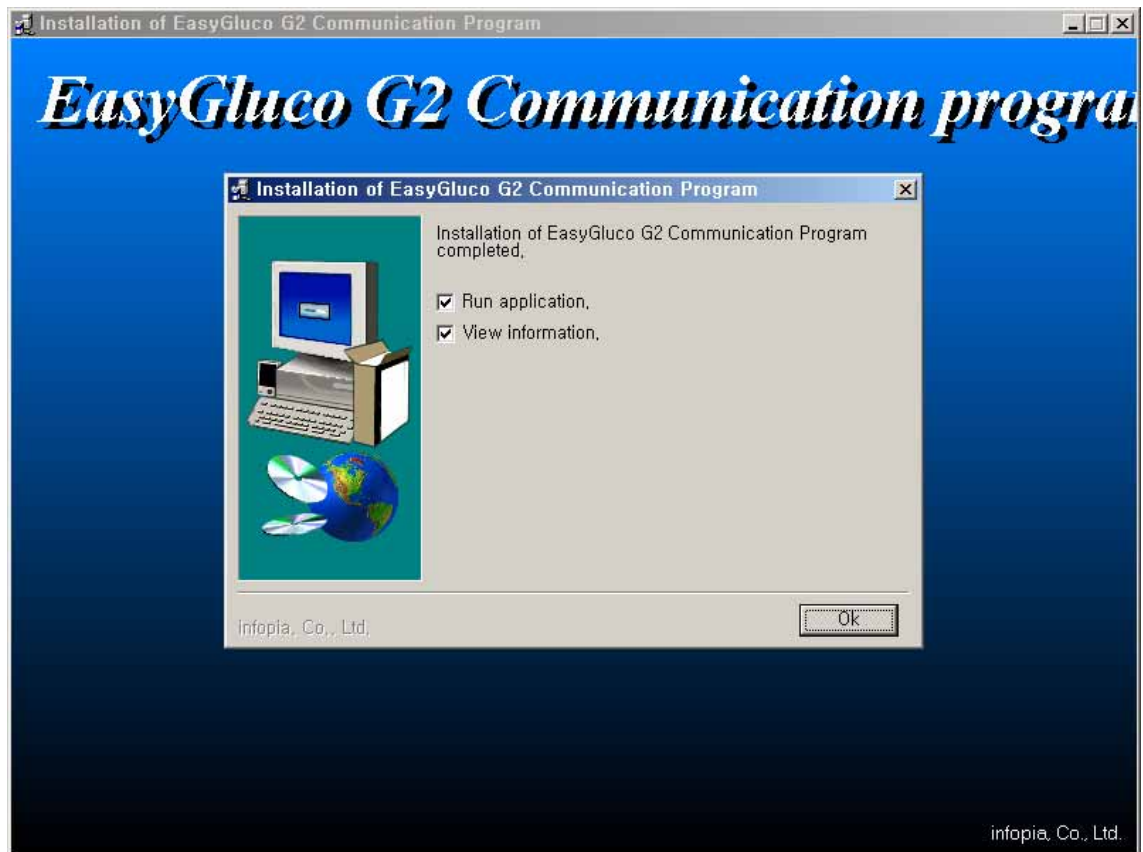 Installation of EasyGluco G2 Communication Program
EasyGluco G2 Communication progra
Installation of EasyGluco G2 Communication Program
Installation of EasyGluco G2 Communication Program
completed,
Run application,
View information,
infopia, Co,, Ltd,
Ok
infopia, Co., Ltd.